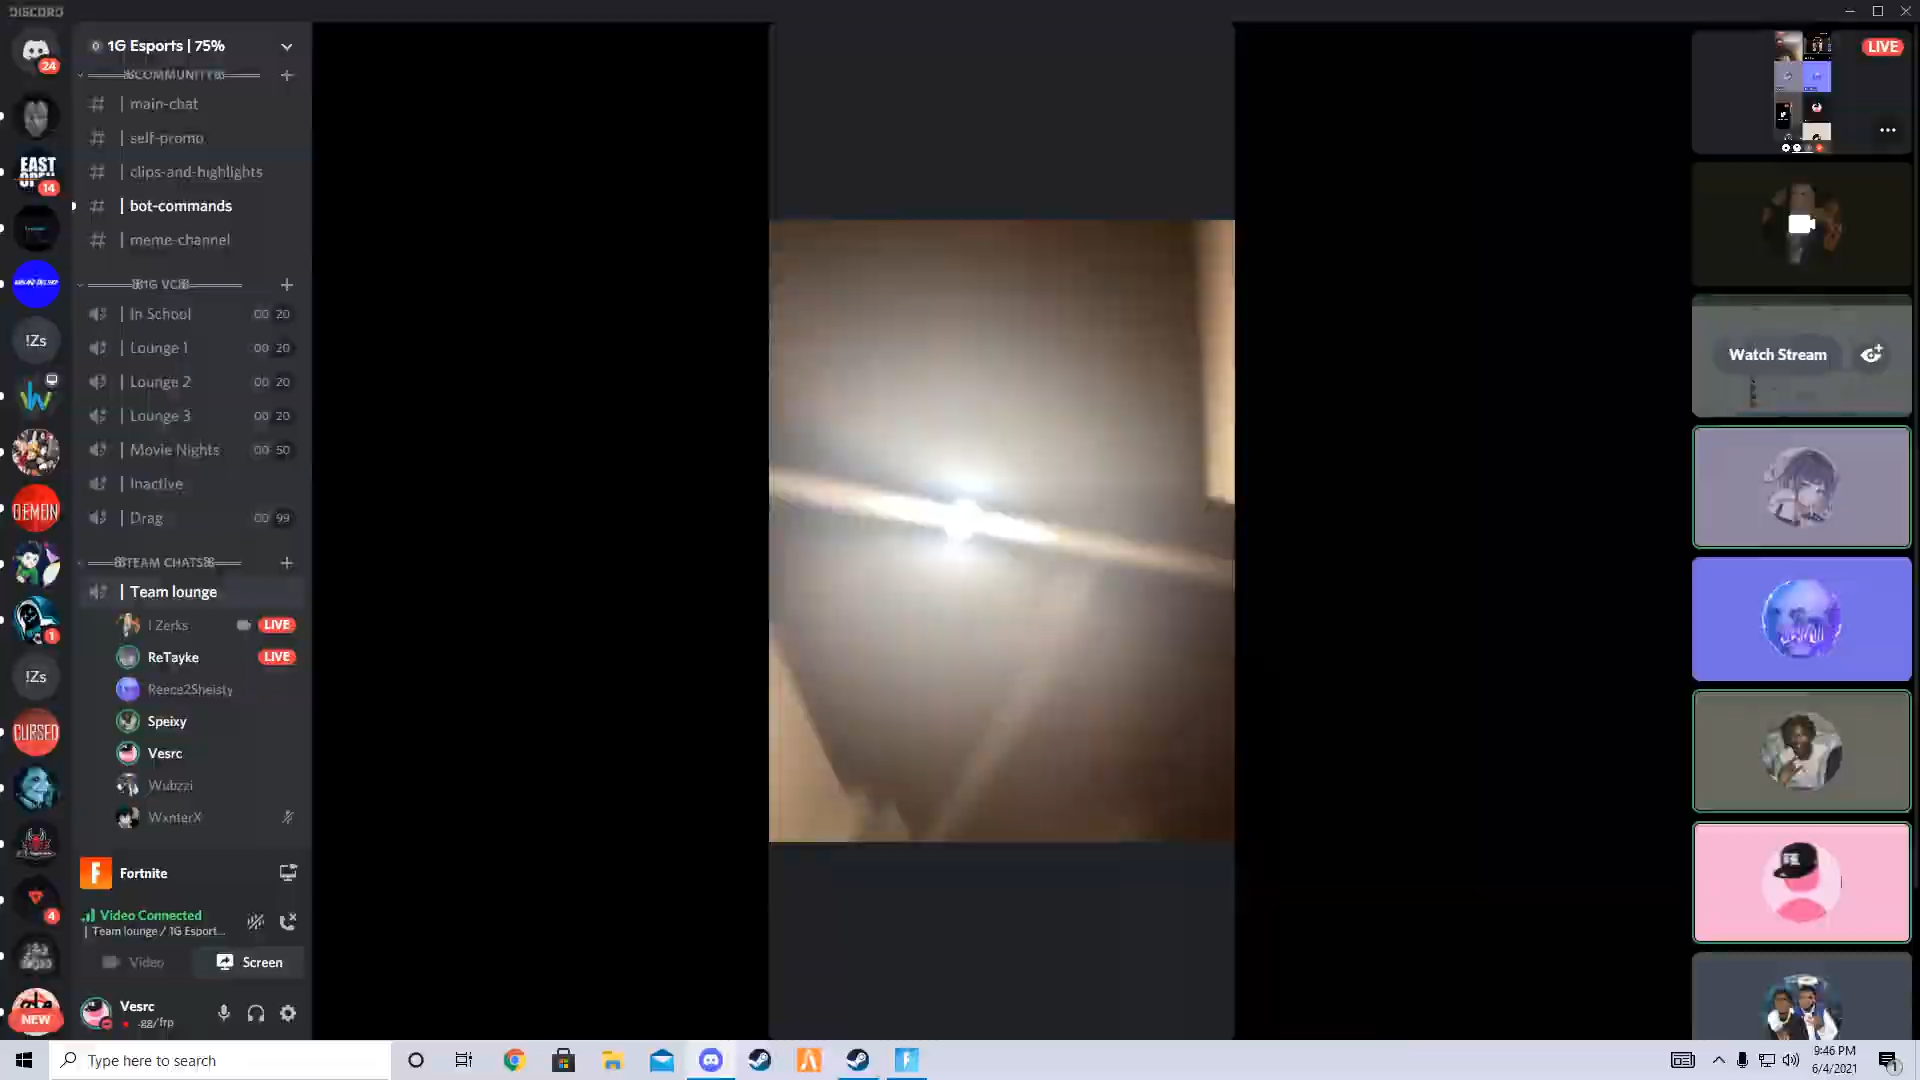 DISCORD
24
EAST
14
!Zs
DEMON
1
!Zs
CURSED
4
NEW
1G Esports | 75%
COMMUNITY
| main-chat
| self-promo
| clips-and-highlights
| bot-commands
| meme-channel
1G VC
| In School 00 20
| Lounge 1 00 20
| Lounge 2 00 20
| Lounge 3 00 20
| Movie Nights 00 50
| Inactive
| Drag 00 99
TEAM CHATS
| Team lounge
I Zerks LIVE
ReTayke LIVE
Reece2Sheisty
Speixy
Vesrc
Wubzzi
WxnterX
Fortnite
Video Connected
| Team lounge / 1G Esport...
Video Screen
Vesrc
.gg/frp
LIVE
Watch Stream
Type here to search
9:46 PM
6/4/2021
1